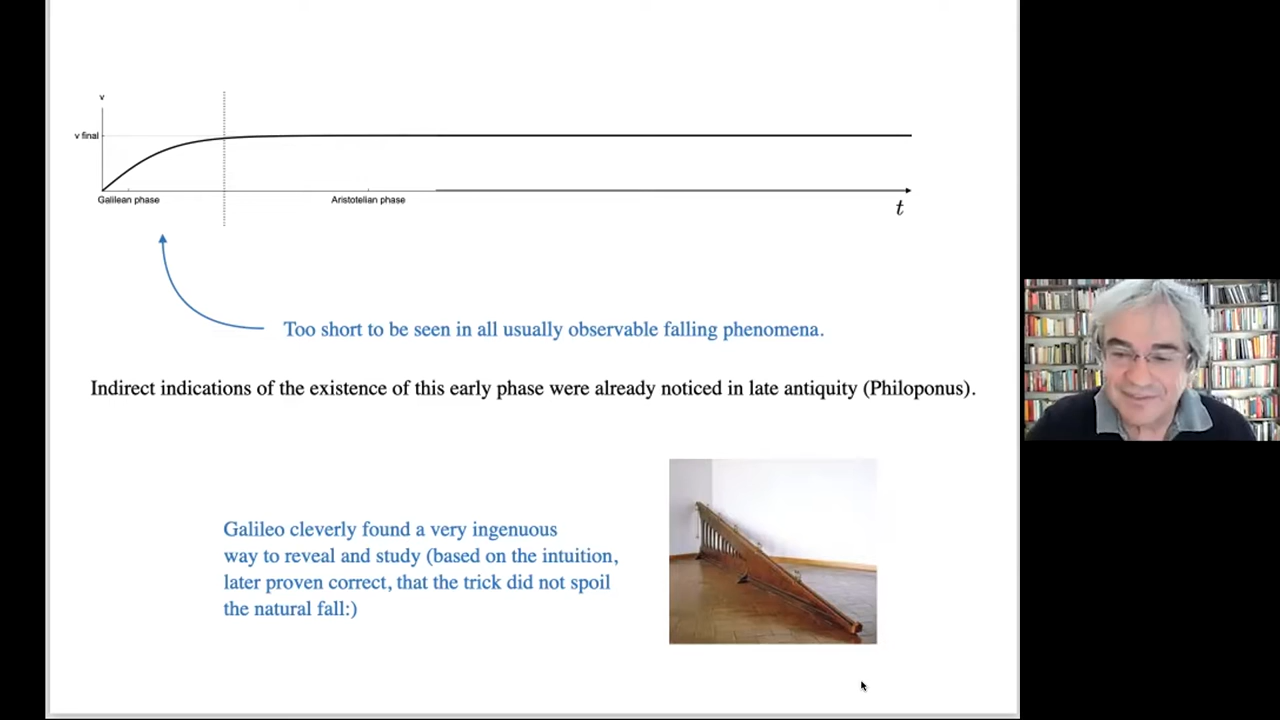 v
v final
Galilean phase
Aristotelian phase
t
Too short to be seen in all usually observable falling phenomena.
Indirect indications of the existence of this early phase were already noticed in late antiquity (Philoponus).
Galileo cleverly found a very ingenuous
way to reveal and study (based on the intuition,
later proven correct, that the trick did not spoil
the natural fall:)